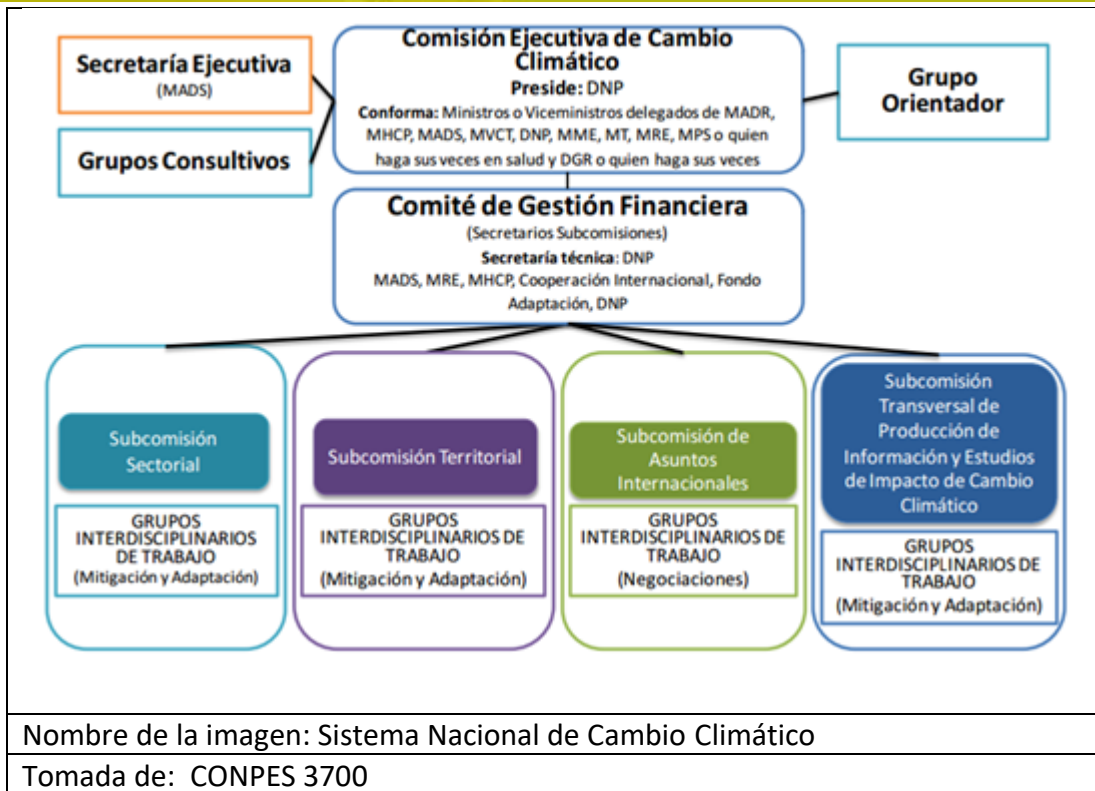 Secretaría Ejecutiva
(MADS)
Grupos Consultivos
Comisión Ejecutiva de Cambio
Climático
Preside: DNP
Conforma: Ministros o Viceministros delegados de MADR,
MHCP, MADS, MVCT, DNP, MME, MT, MRE, MPS o quien
haga sus veces en salud y DGR o quien haga sus veces
Grupo
Orientador
Comité de Gestión Financiera
(Secretarios Subcomisiones)
Secretaría técnica: DNP
MADS, MRE, MHCP, Cooperación Internacional, Fondo
Adaptación, DNP
Subcomisión
Sectorial
GRUPOS
INTERDISCIPLINARIOS
DE TRABAJO
(Mitigación y Adaptación)
Subcomisión Territorial
GRUPOS
INTERDISCIPLINARIOS DE
TRABAJO
(Mitigación y Adaptación)
Subcomisión de
Asuntos
Internacionales
GRUPOS
INTERDISCIPLINARIOS DE
TRABAJO
(Negociaciones)
Subcomisión
Transversal de
Producción de
Información y Estudios
de Impacto de Cambio
Climático
GRUPOS
INTERDISCIPLINARIOS DE
TRABAJO
(Mitigación y Adaptación)
Nombre de la imagen: Sistema Nacional de Cambio Climático
Tomada de: CONPES 3700